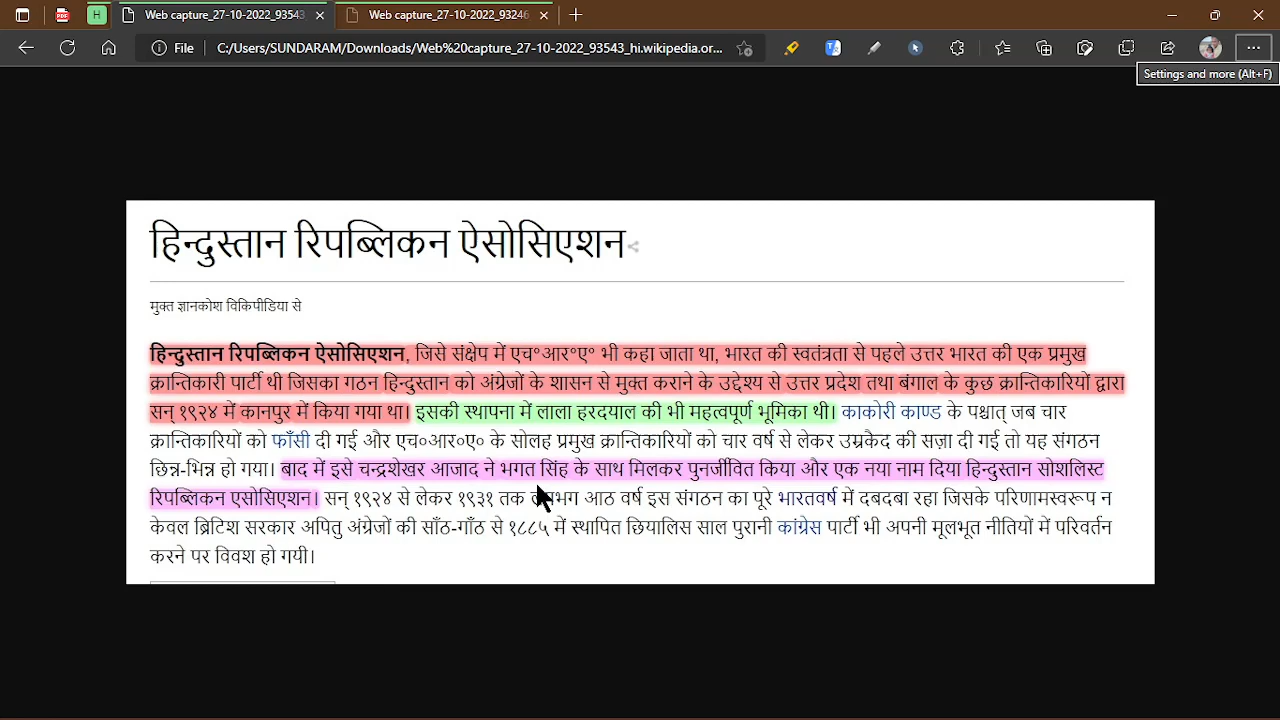 Web capture_27-10-2022_93543
Web capture_27-10-2022_93246
H
PDF
File
C:/Users/SUNDARAM/Downloads/Web%20capture_27-10-2022_93543_hi.wikipedia.or...
Settings and more (Alt+F)
हिन्दुस्तान रिपब्लिकन ऐसोसिएशन
मुक्त ज्ञानकोश विकिपीडिया से
हिन्दुस्तान रिपब्लिकन ऐसोसिएशन, जिसे संक्षेप में एच॰आर॰ए॰ भी कहा जाता था, भारत की स्वतंत्रता से पहले उत्तर भारत की एक प्रमुख
क्रान्तिकारी पार्टी थी जिसका गठन हिन्दुस्तान को अंग्रेजों के शासन से मुक्त कराने के उद्देश्य से उत्तर प्रदेश तथा बंगाल के कुछ क्रान्तिकारियों द्वारा
सन् १९२४ में कानपुर में किया गया था। इसकी स्थापना में लाला हरदयाल की भी महत्वपूर्ण भूमिका थी। काकोरी काण्ड के पश्चात् जब चार
क्रान्तिकारियों को फाँसी दी गई और एच०आर०ए० के सोलह प्रमुख क्रान्तिकारियों को चार वर्ष से लेकर उम्रकैद की सज़ा दी गई तो यह संगठन
छिन्न-भिन्न हो गया। बाद में इसे चन्द्रशेखर आजाद ने भगत सिंह के साथ मिलकर पुनर्जीवित किया और एक नया नाम दिया हिन्दुस्तान सोशलिस्ट
रिपब्लिकन एसोसिएशन। सन् १९२४ से लेकर १९३१ तक आठ वर्ष इस संगठन का पूरे भारतवर्ष में दबदबा रहा जिसके परिणामस्वरूप न
केवल ब्रिटिश सरकार अपितु अंग्रेजों की साँठ-गाँठ से १८८५ में स्थापित छियालिस साल पुरानी कांग्रेस पार्टी भी अपनी मूलभूत नीतियों में परिवर्तन
करने पर विवश हो गयी।